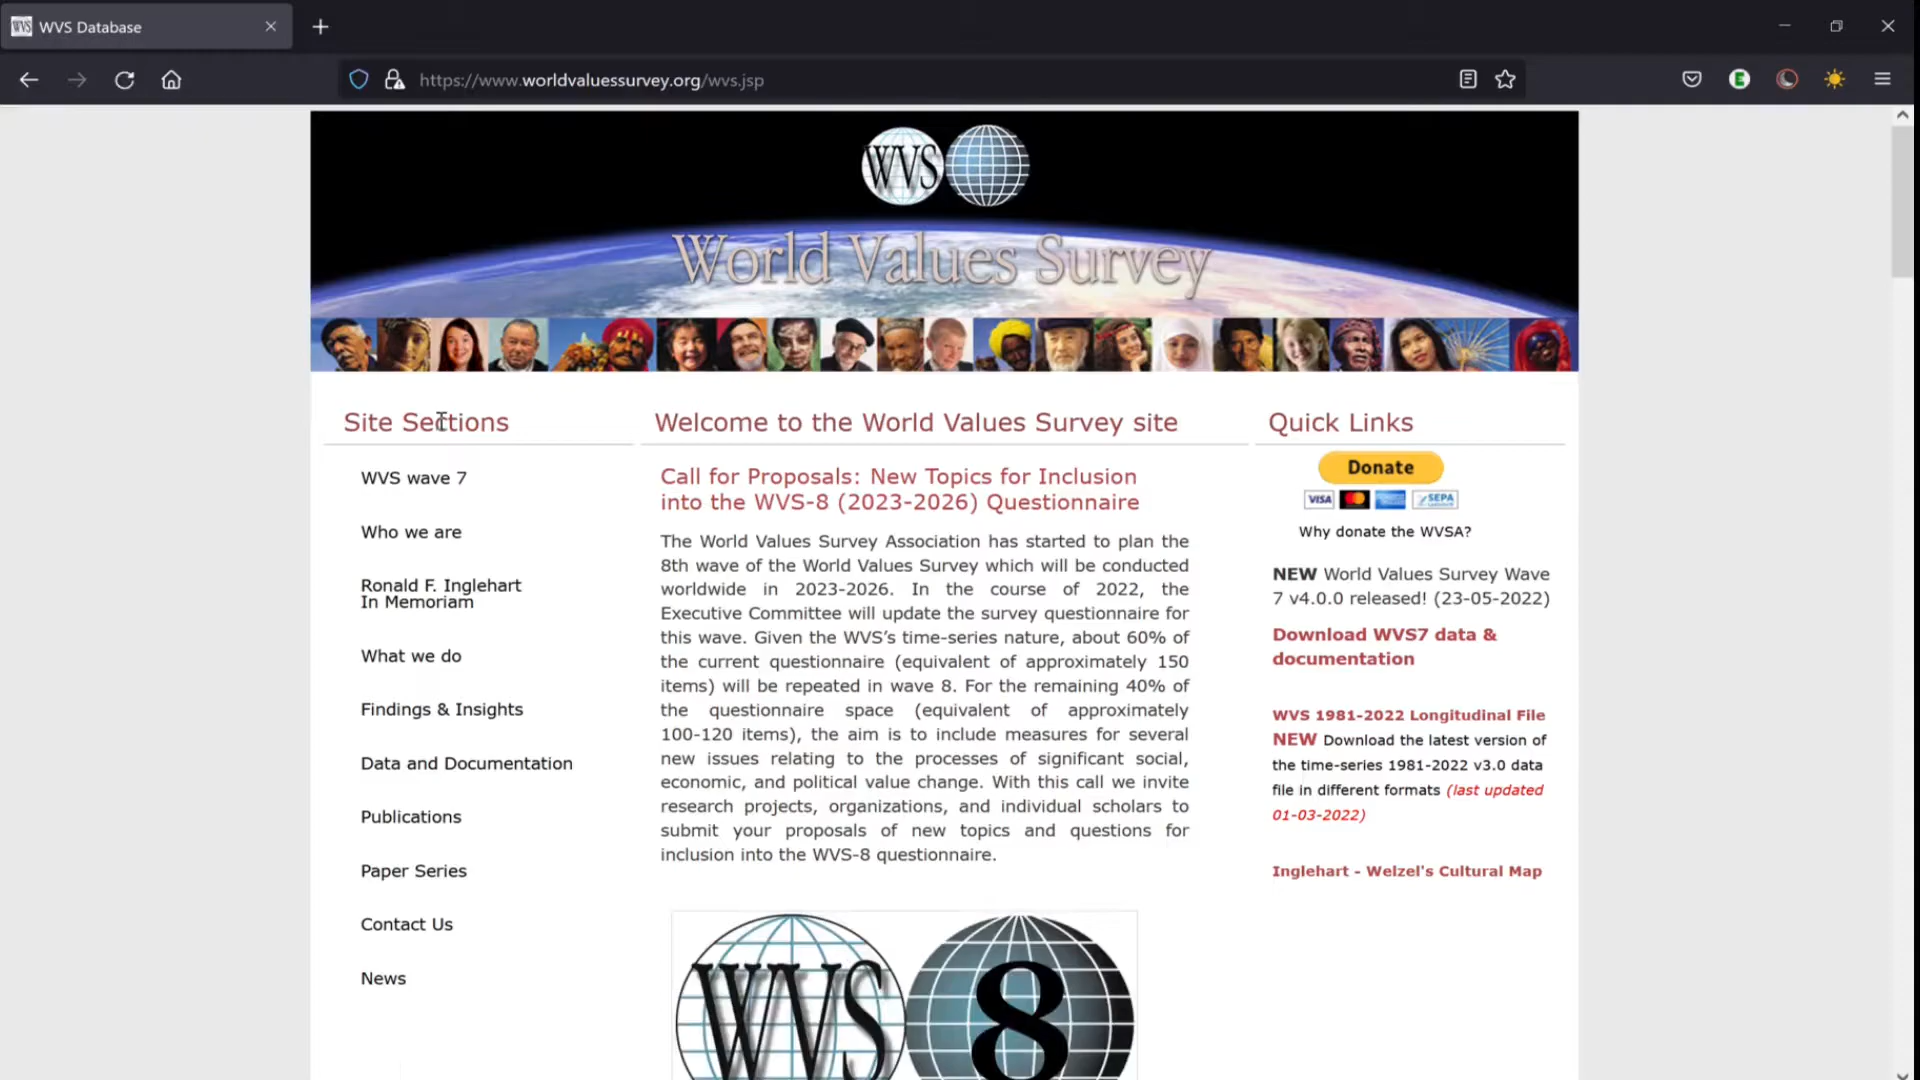 WVS WVS Database
https://www.worldvaluessurvey.org/wvs.jsp
E
WVS
World Values Survey
Site Sections
WVS wave 7
Who we are
Ronald F. Inglehart
In Memoriam
What we do
Findings & Insights
Data and Documentation
Publications
Paper Series
Contact Us
News
Welcome to the World Values Survey site
Call for Proposals: New Topics for Inclusion
into the WVS-8 (2023-2026) Questionnaire
The World Values Survey Association has started to plan the
8th wave of the World Values Survey which will be conducted
worldwide in 2023-2026. In the course of 2022, the
Executive Committee will update the survey questionnaire for
this wave. Given the WVS’s time-series nature, about 60% of
the current questionnaire (equivalent of approximately 150
items) will be repeated in wave 8. For the remaining 40% of
the questionnaire space (equivalent of approximately
100-120 items), the aim is to include measures for several
new issues relating to the processes of significant social,
economic, and political value change. With this call we invite
research projects, organizations, and individual scholars to
submit your proposals of new topics and questions for
inclusion into the WVS-8 questionnaire.
WVS 8
Quick Links
Donate
VISA SEPA
Why donate the WVSA?
NEW World Values Survey Wave
7 v4.0.0 released! (23-05-2022)
Download WVS7 data &
documentation
WVS 1981-2022 Longitudinal File
NEW Download the latest version of
the time-series 1981-2022 v3.0 data
file in different formats (last updated
01-03-2022)
Inglehart - Welzel's Cultural Map